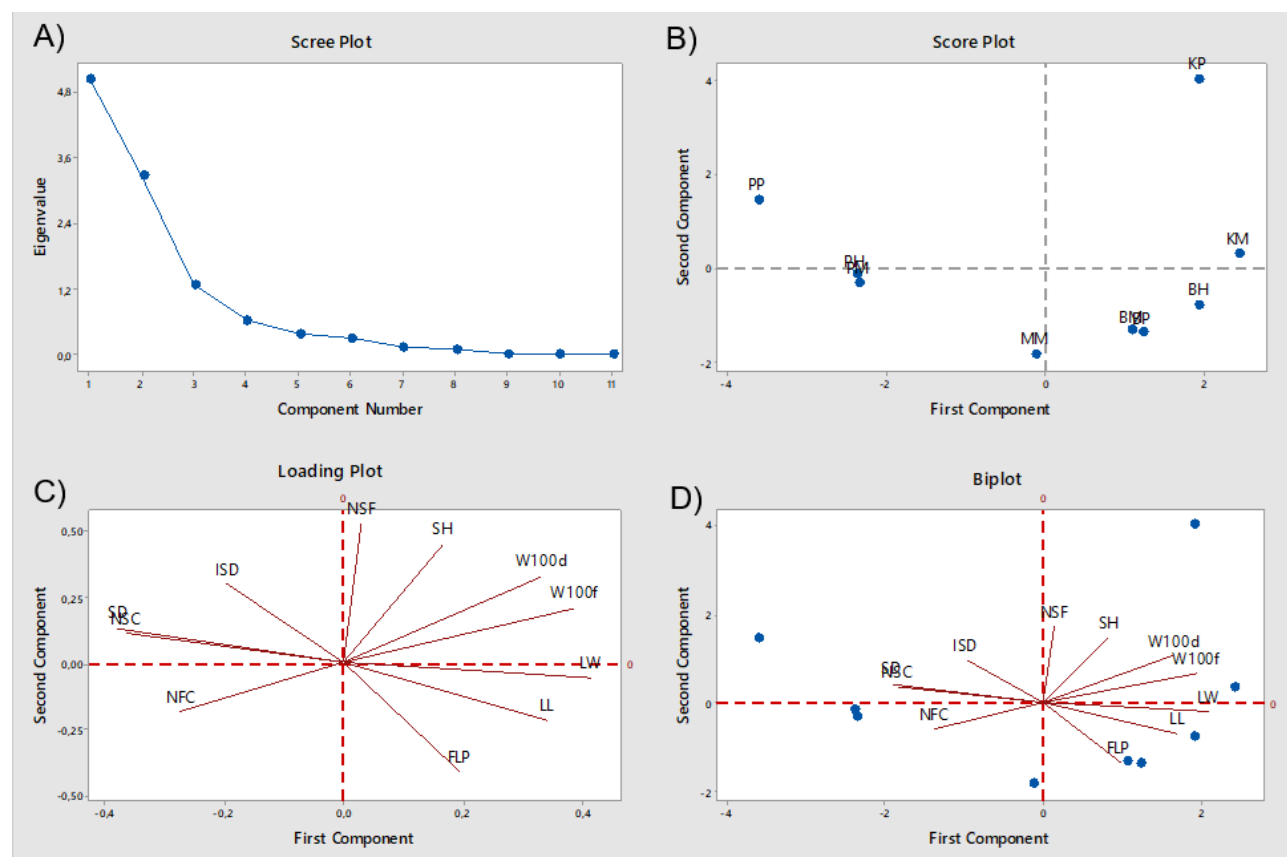 A)
Scree Plot
Eigenvalue
4,8
3,6
2,4
1,2
0,0
1 2 3 4 5 6 7 8 9 10 11
Component Number
B)
Score Plot
Second Component
4
2
0
-2
KP
PP
KM
PM
BH
BM
BP
MM
-4 -2 0 2
First Component
C)
Loading Plot
0
Second Component
0,50
0,25
0,00
-0,25
-0,50
NSF
SH
ISD
W100d
W100f
SD
NSC
LW
0
NFC
LL
FLP
-0,4 -0,2 0,0 0,2 0,4
First Component
D)
Biplot
0
Second Component
4
2
0
-2
NSF
SH
ISD
W100d
W100f
SD
NSC
LW
0
NFC
LL
FLP
-4 -2 0 2
First Component